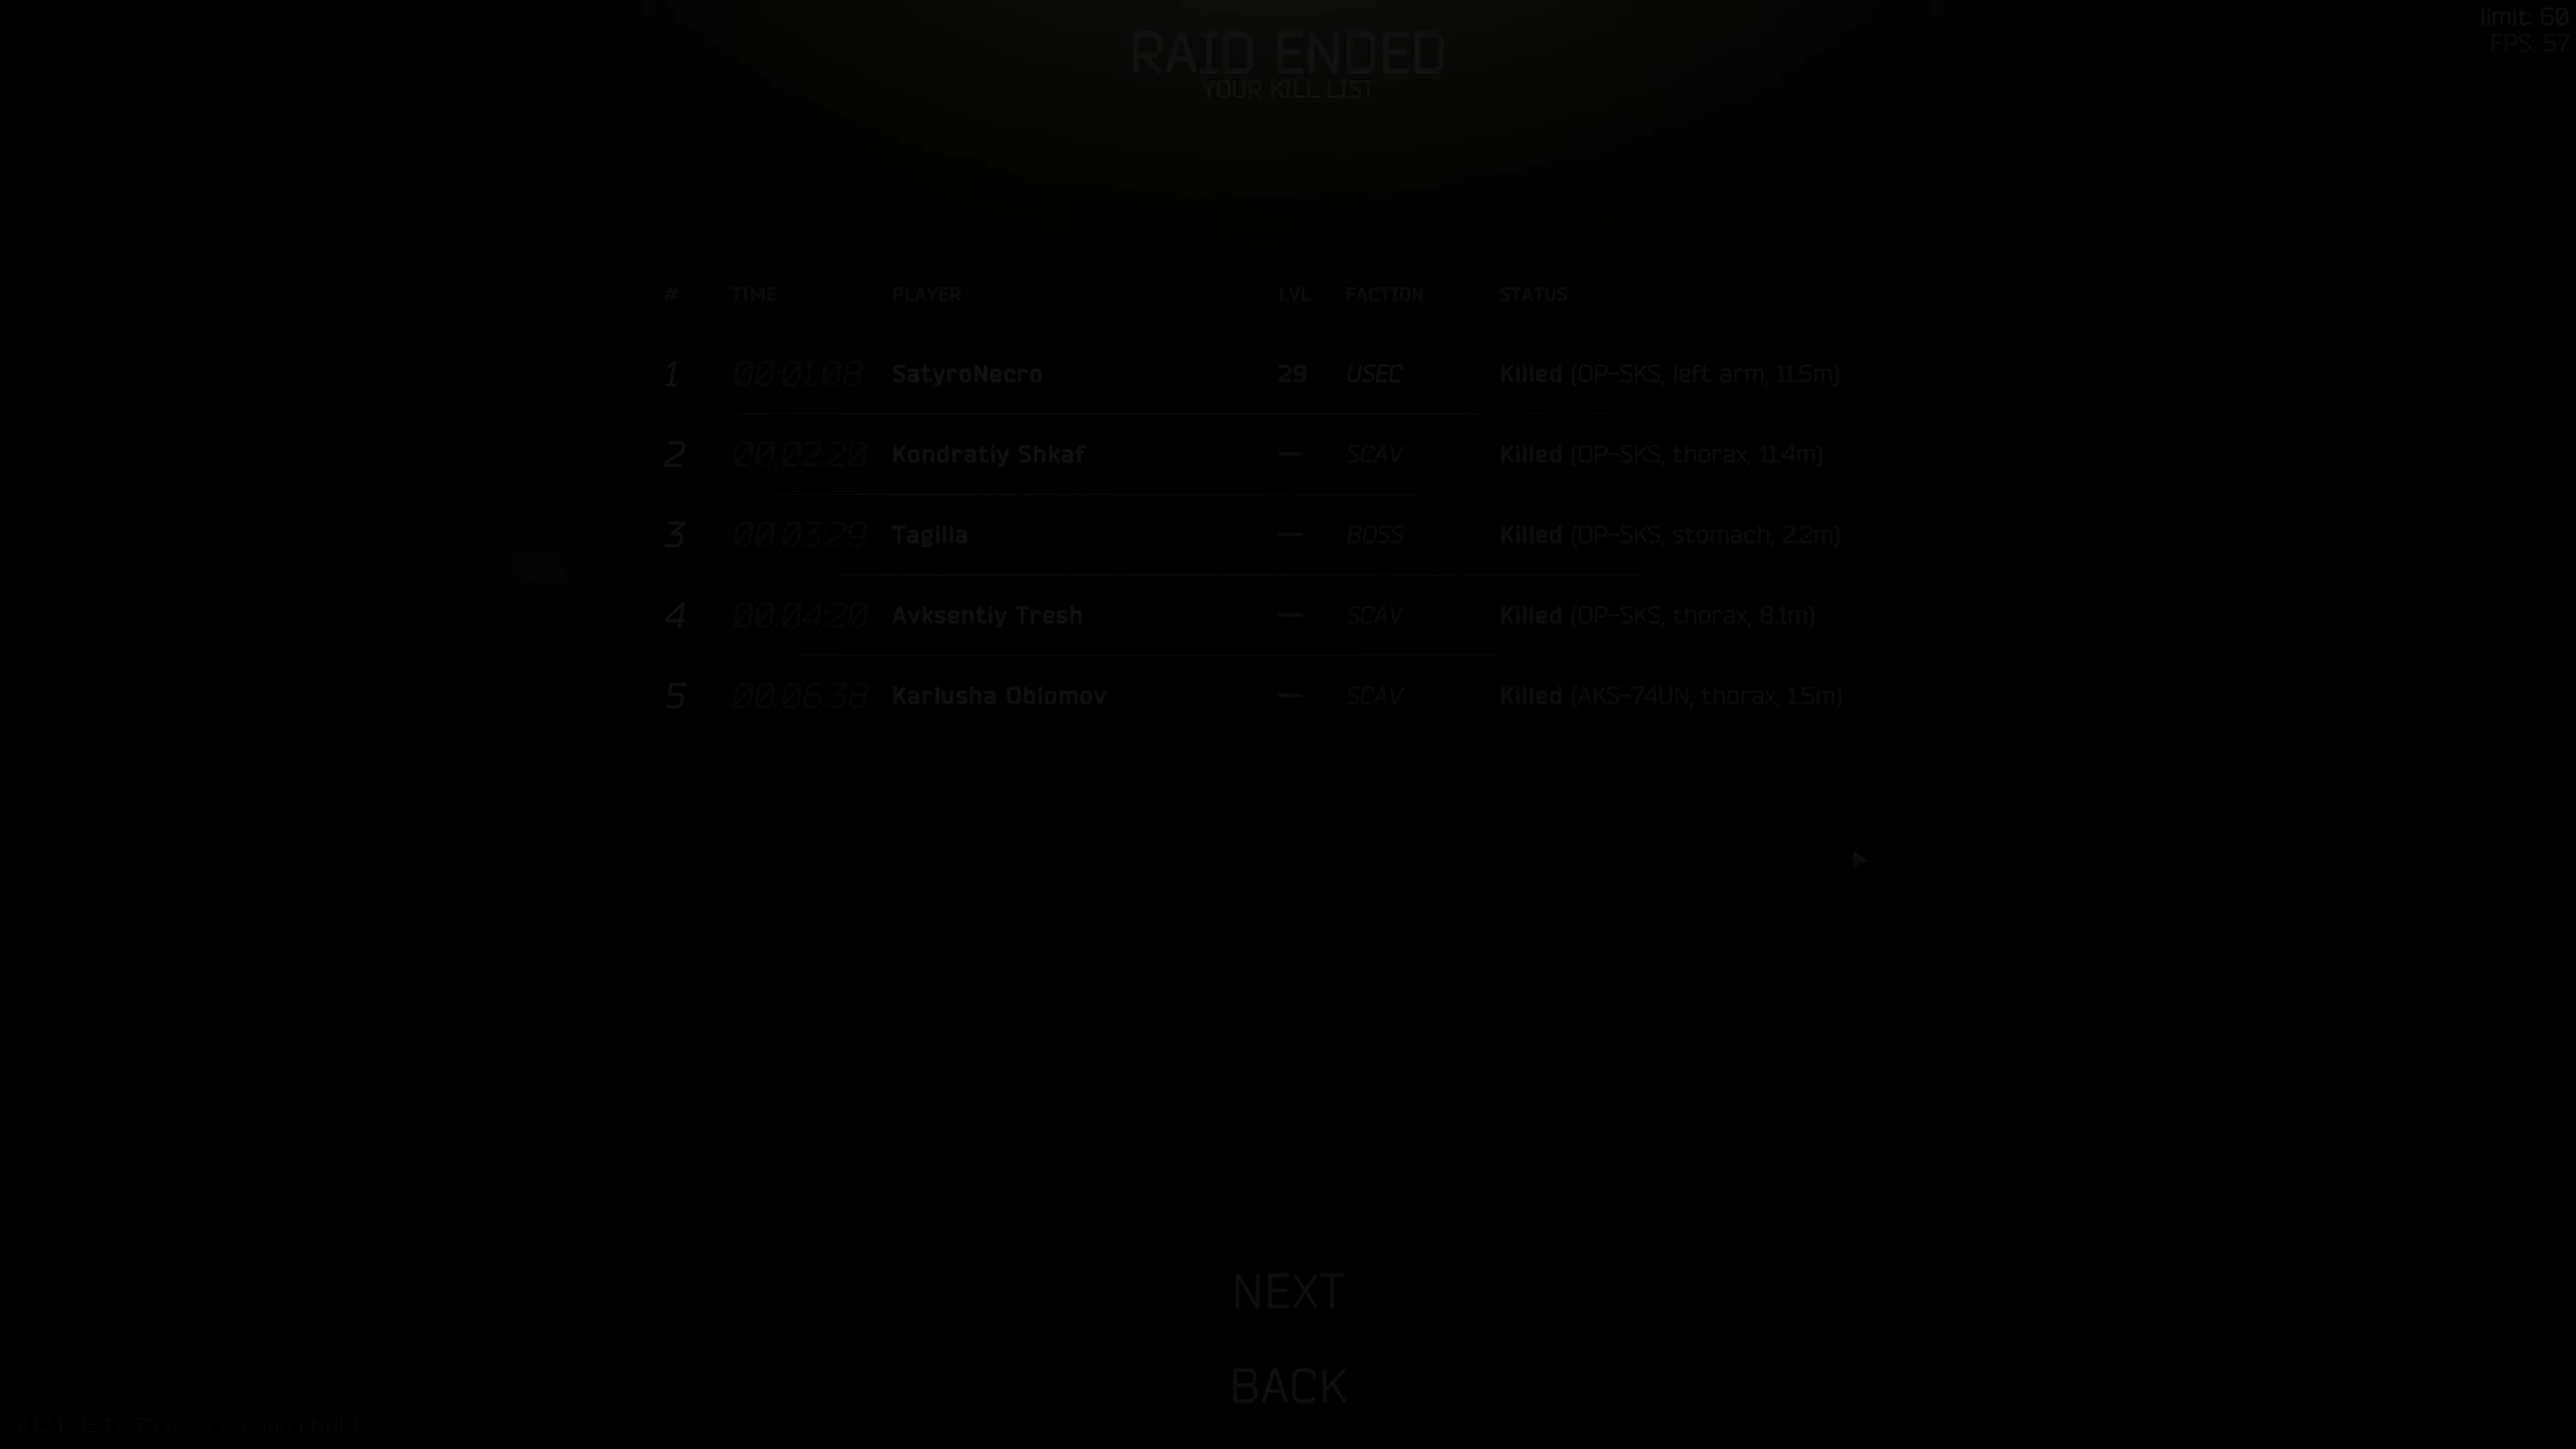 limit: 60
FPS: 57
RAID ENDED
YOUR KILL LIST
# TIME PLAYER LVL FACTION STATUS
1 00:01:08 SatyroNecro 29 USEC Killed (OP-SKS, left arm, 11.5m)
2 00:02:20 Kondratiy Shkaf — SCAV Killed (OP-SKS, thorax, 11.4m)
3 00:03:29 Tagilla — BOSS Killed (OP-SKS, stomach, 2.2m)
4 00:04:20 Avksentiy Tresh — SCAV Killed (OP-SKS, thorax, 8.1m)
5 00:06:38 Karlusha Oblomov — SCAV Killed (AKS-74UN, thorax, 1.5m)
NEXT
BACK
Beta version |